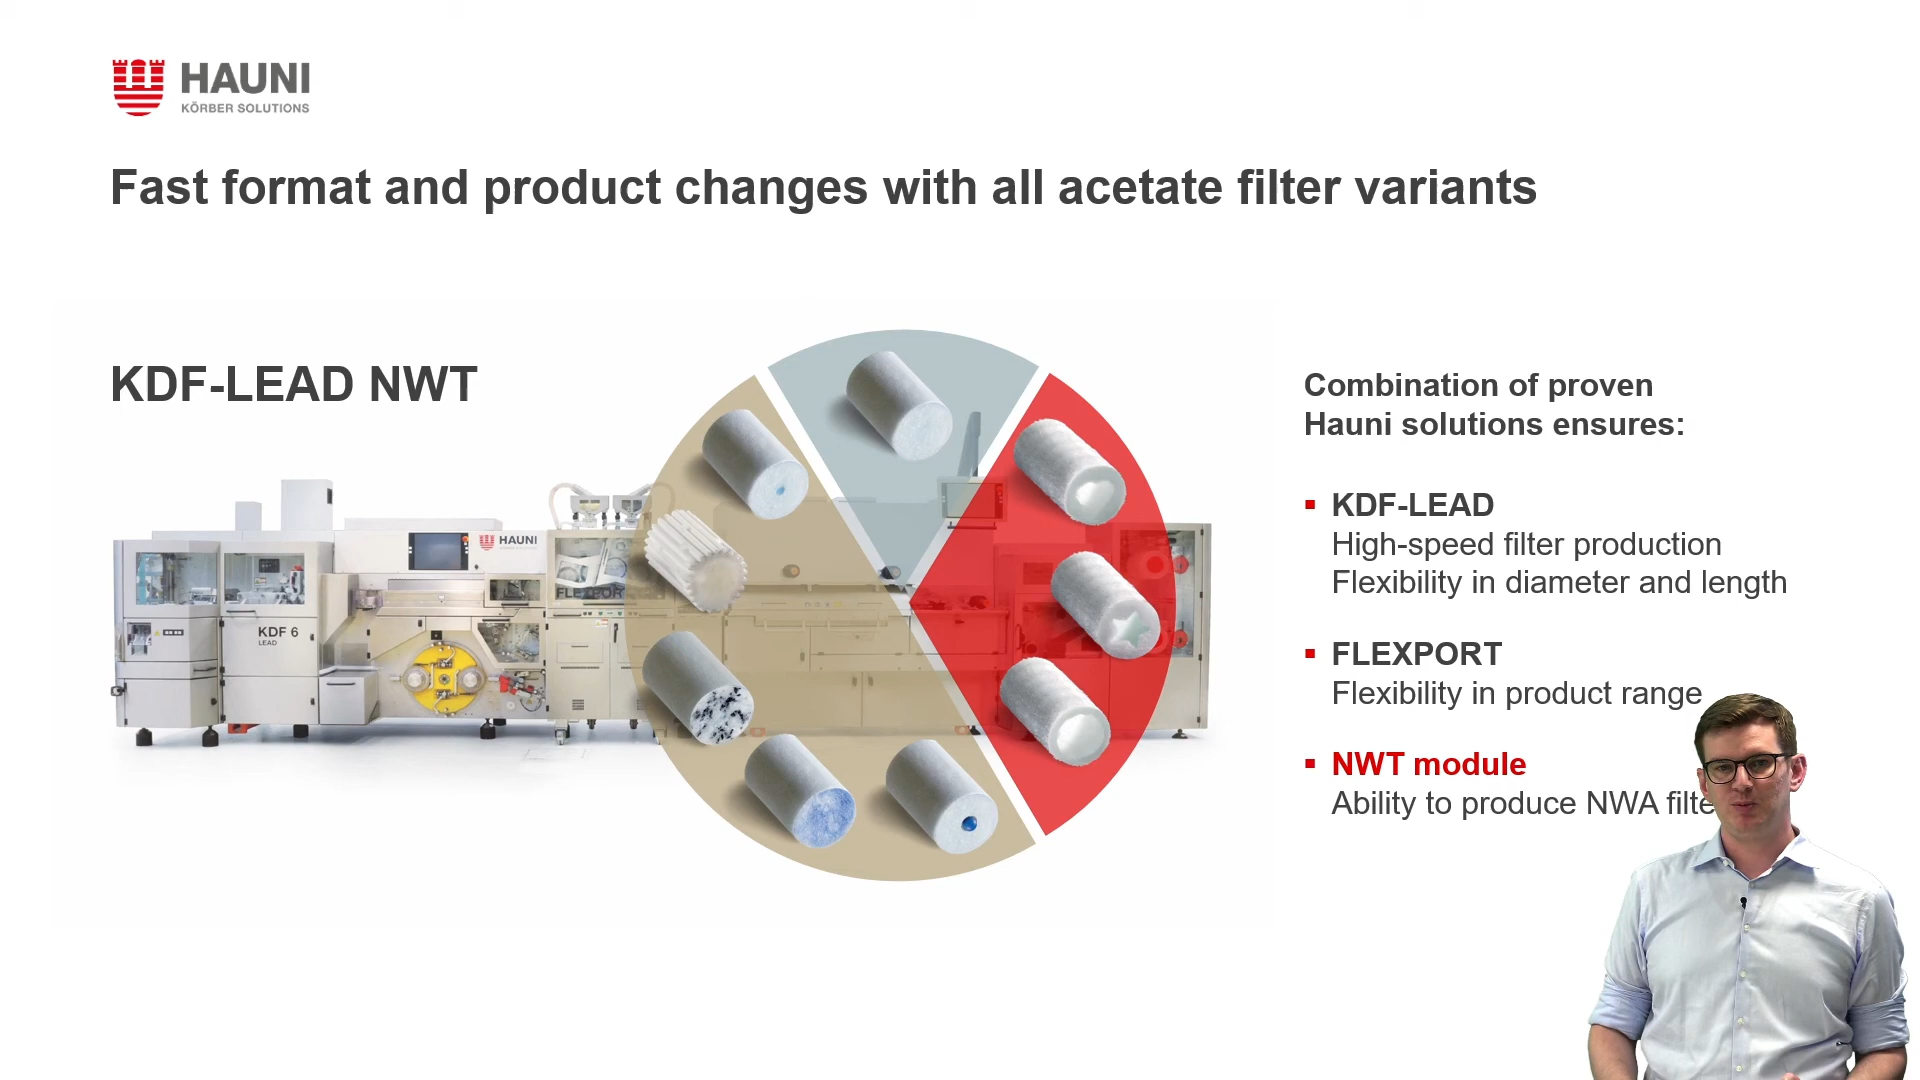 HAUNI
KÖRBER SOLUTIONS
Fast format and product changes with all acetate filter variants
KDF-LEAD NWT
HAUNI
FLEXPORT
KDF 6
LEAD
Combination of proven
Hauni solutions ensures:
KDF-LEAD
High-speed filter production
Flexibility in diameter and length
FLEXPORT
Flexibility in product range
NWT module
Ability to produce NWA filte